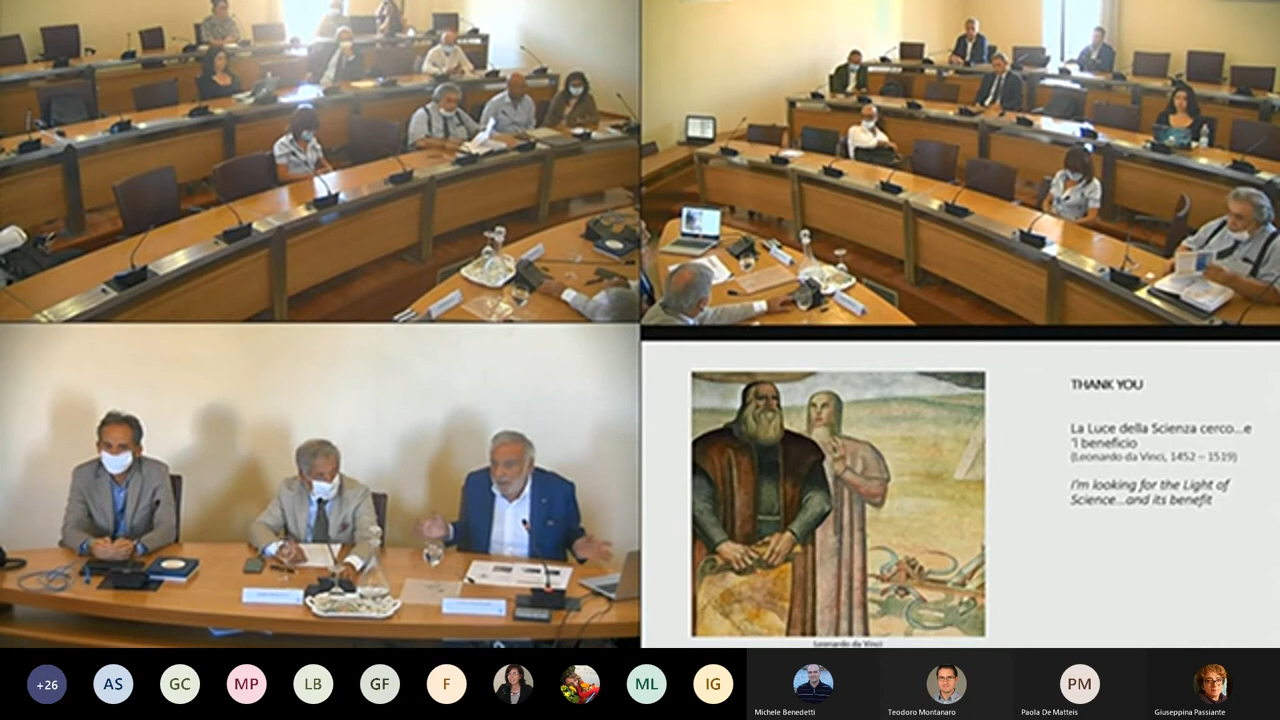 THANK YOU
La Luce della Scienza cerco...e
'l beneficio
(Leonardo da Vinci, 1452 – 1519)
I'm looking for the Light of
Science...and its benefit
Leonardo da Vinci
+26
AS
GC
MP
LB
GF
F
ML
IG
PM
Michele Benedetti
Teodoro Montanaro
Paola De Matteis
Giuseppina Passiante